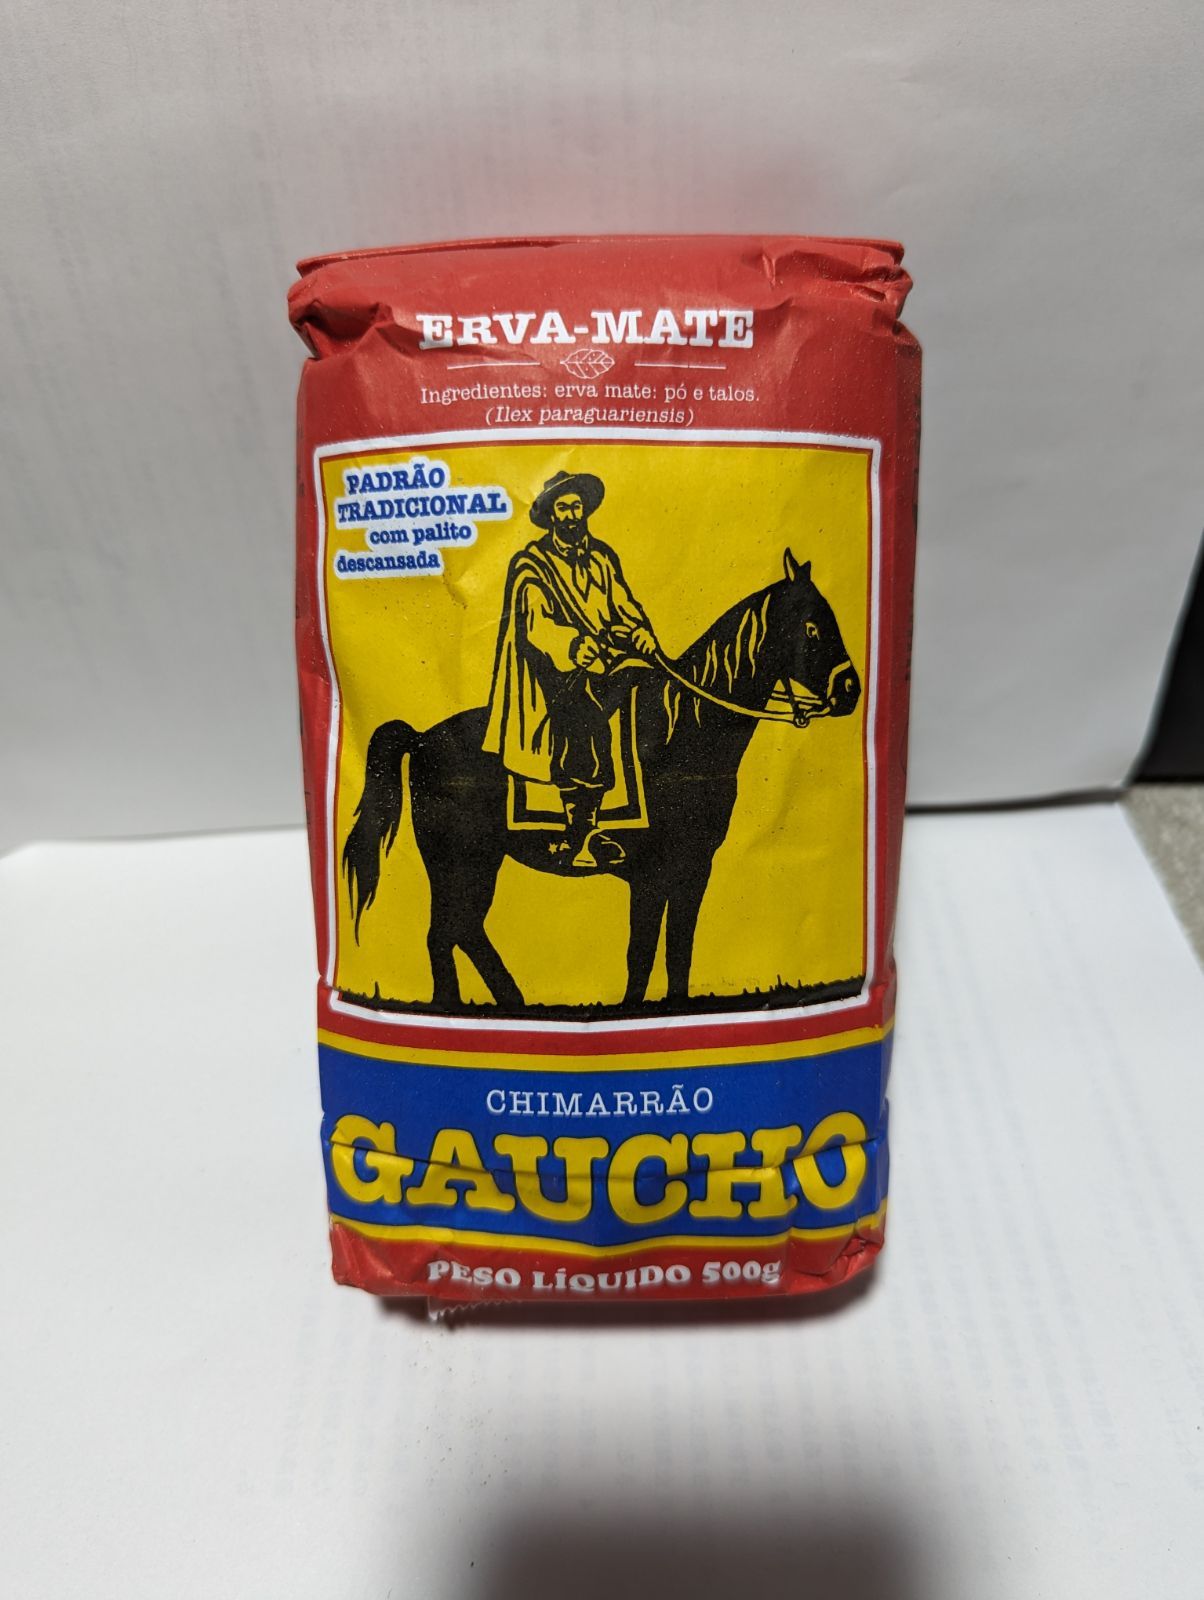 ERVA-MATE
Ingredientes: erva mate: pó e talos.
(Ilex paraguariensis)
PADRÃO
TRADICIONAL
com palito
descansada
CHIMARRÃO
GAUCHO
PESO LÍQUIDO 500g